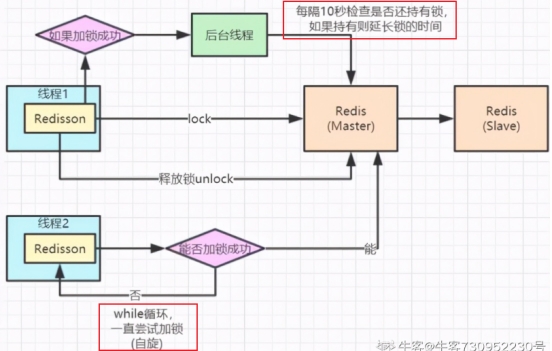 如果加锁成功
后台线程
每隔10秒检查是否还持有锁，
如果持有则延长锁的时间
线程1
Redisson
lock
Redis
(Master)
Redis
(Slave)
释放锁unlock
线程2
Redisson
能否加锁成功
能
否
while循环，
一直尝试加锁
(自旋)
牛客@牛客730952230号